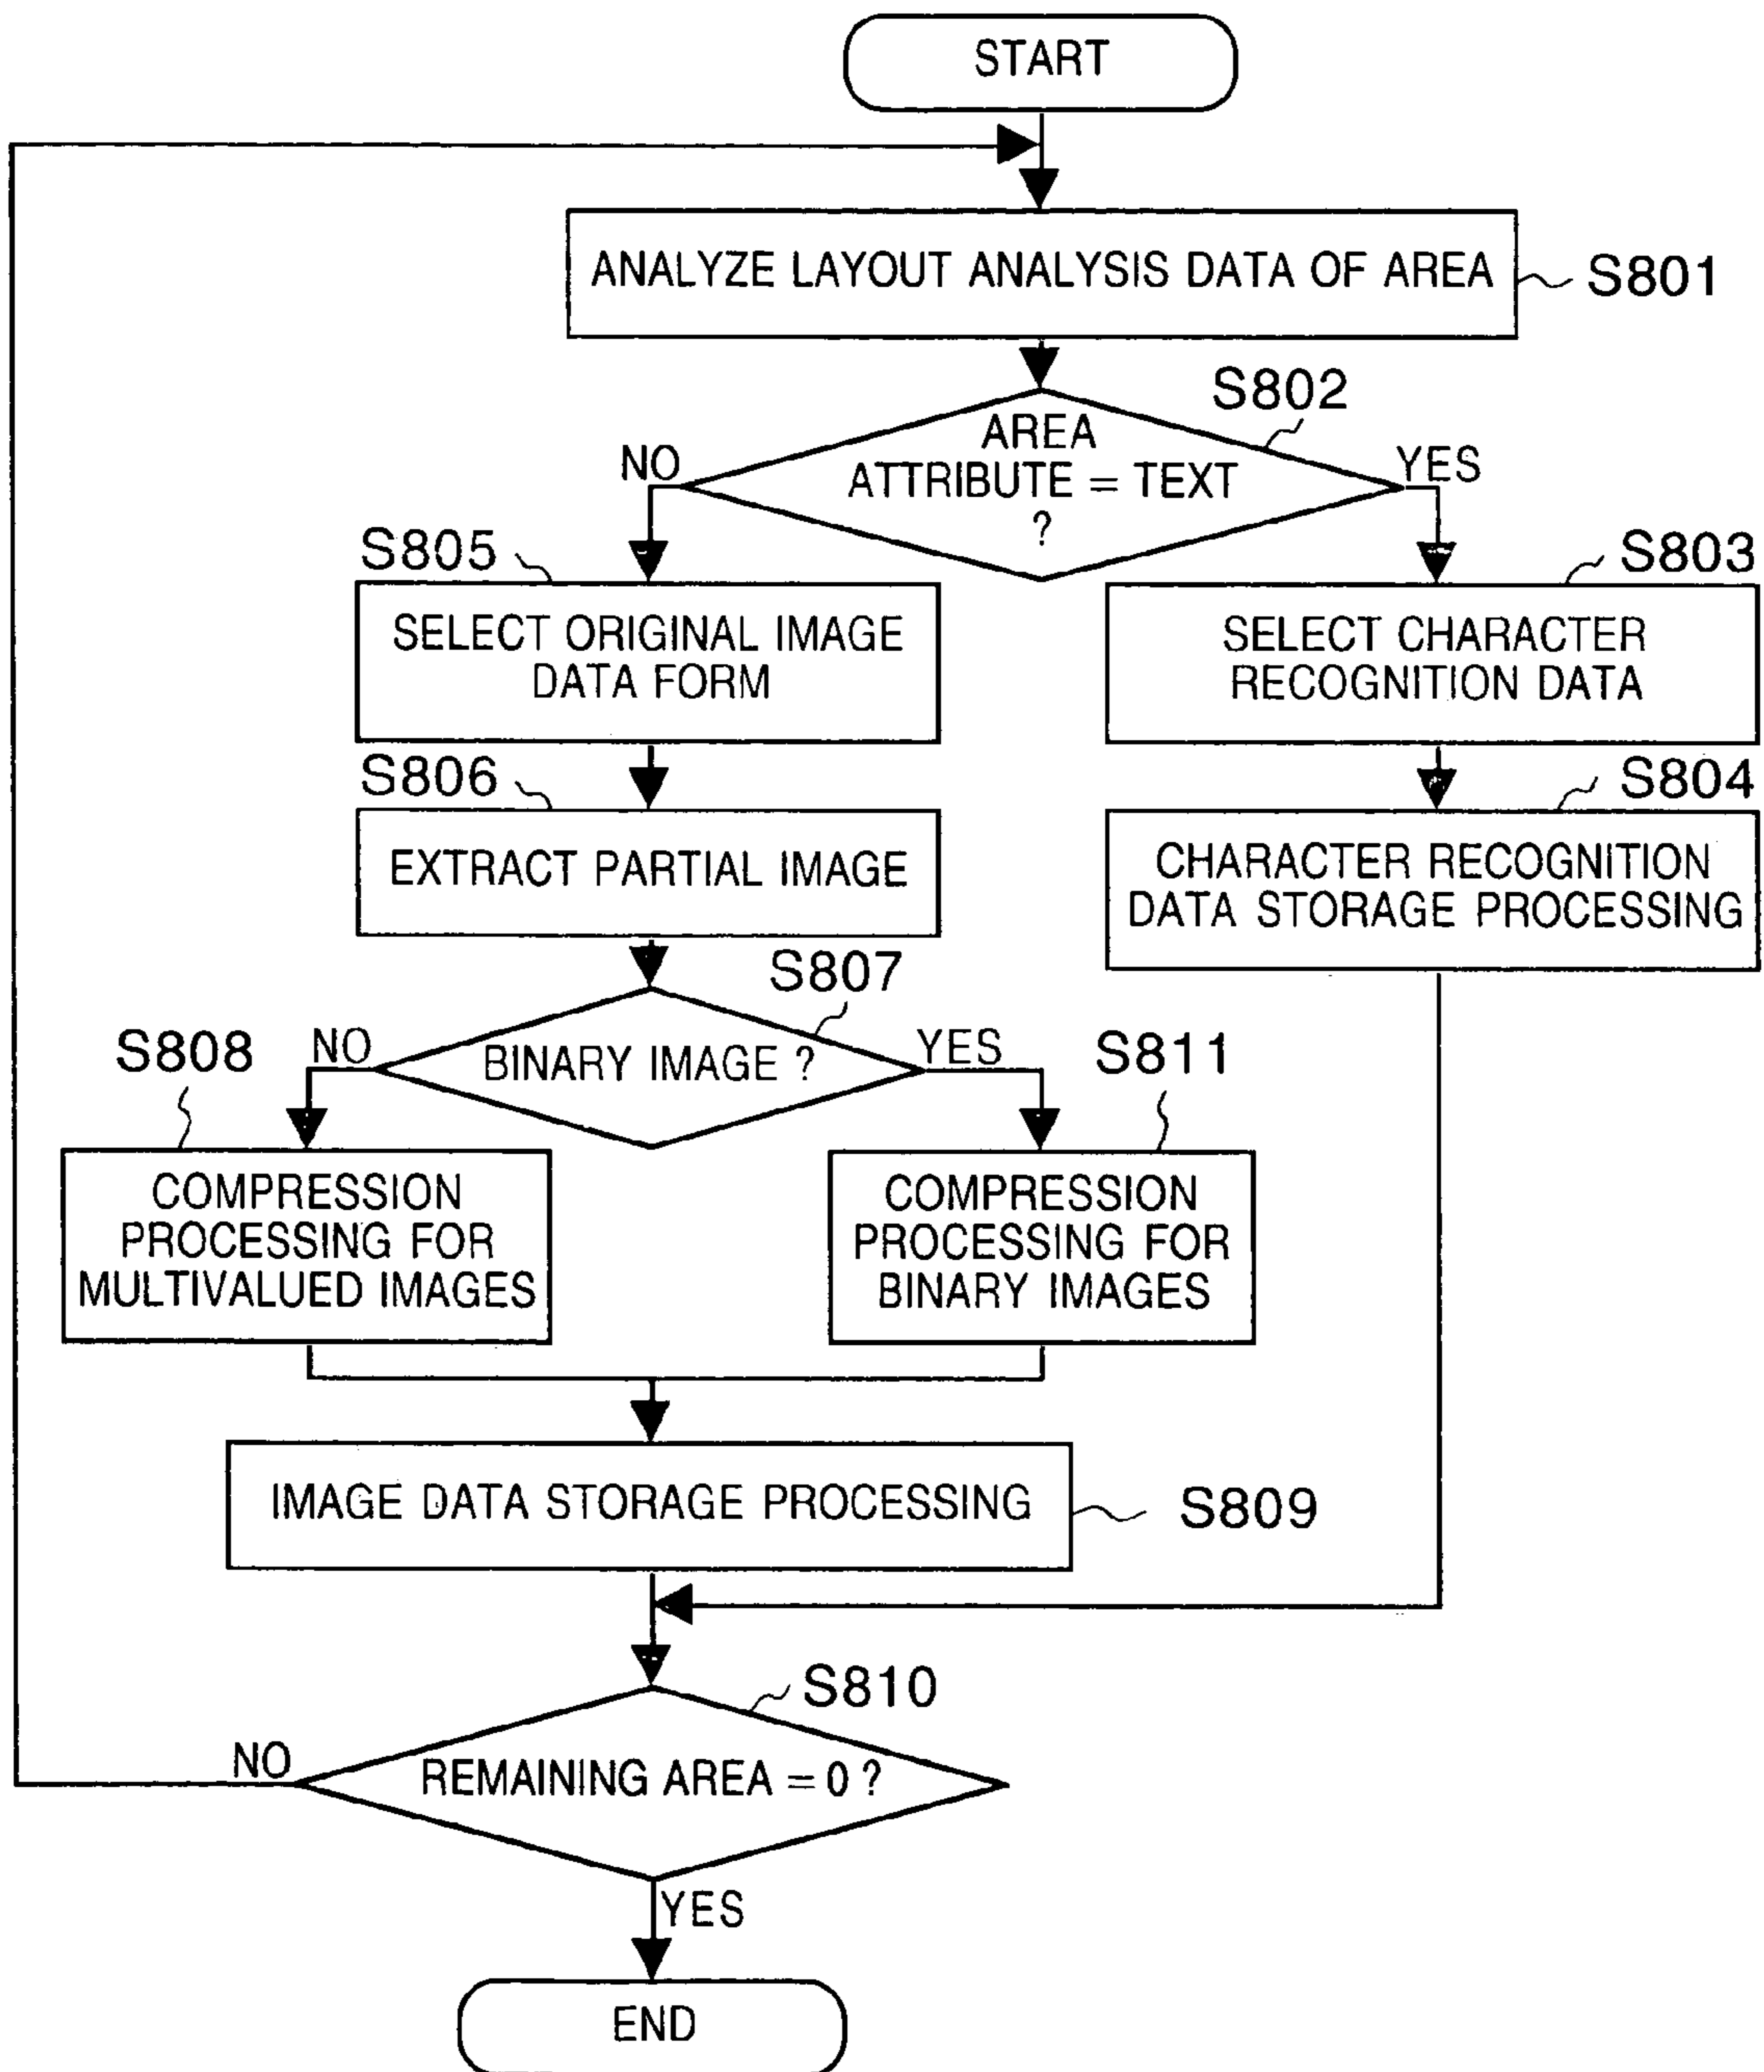 START
ANALYZE LAYOUT ANALYSIS DATA OF AREA
S801
S802
AREA
ATTRIBUTE = TEXT
?
NO
YES
S805
SELECT ORIGINAL IMAGE
DATA FORM
S803
SELECT CHARACTER
RECOGNITION DATA
S806
EXTRACT PARTIAL IMAGE
S804
CHARACTER RECOGNITION
DATA STORAGE PROCESSING
S807
BINARY IMAGE ?
NO
YES
S808
COMPRESSION
PROCESSING FOR
MULTIVALUED IMAGES
S811
COMPRESSION
PROCESSING FOR
BINARY IMAGES
IMAGE DATA STORAGE PROCESSING
S809
S810
REMAINING AREA = 0 ?
NO
YES
END